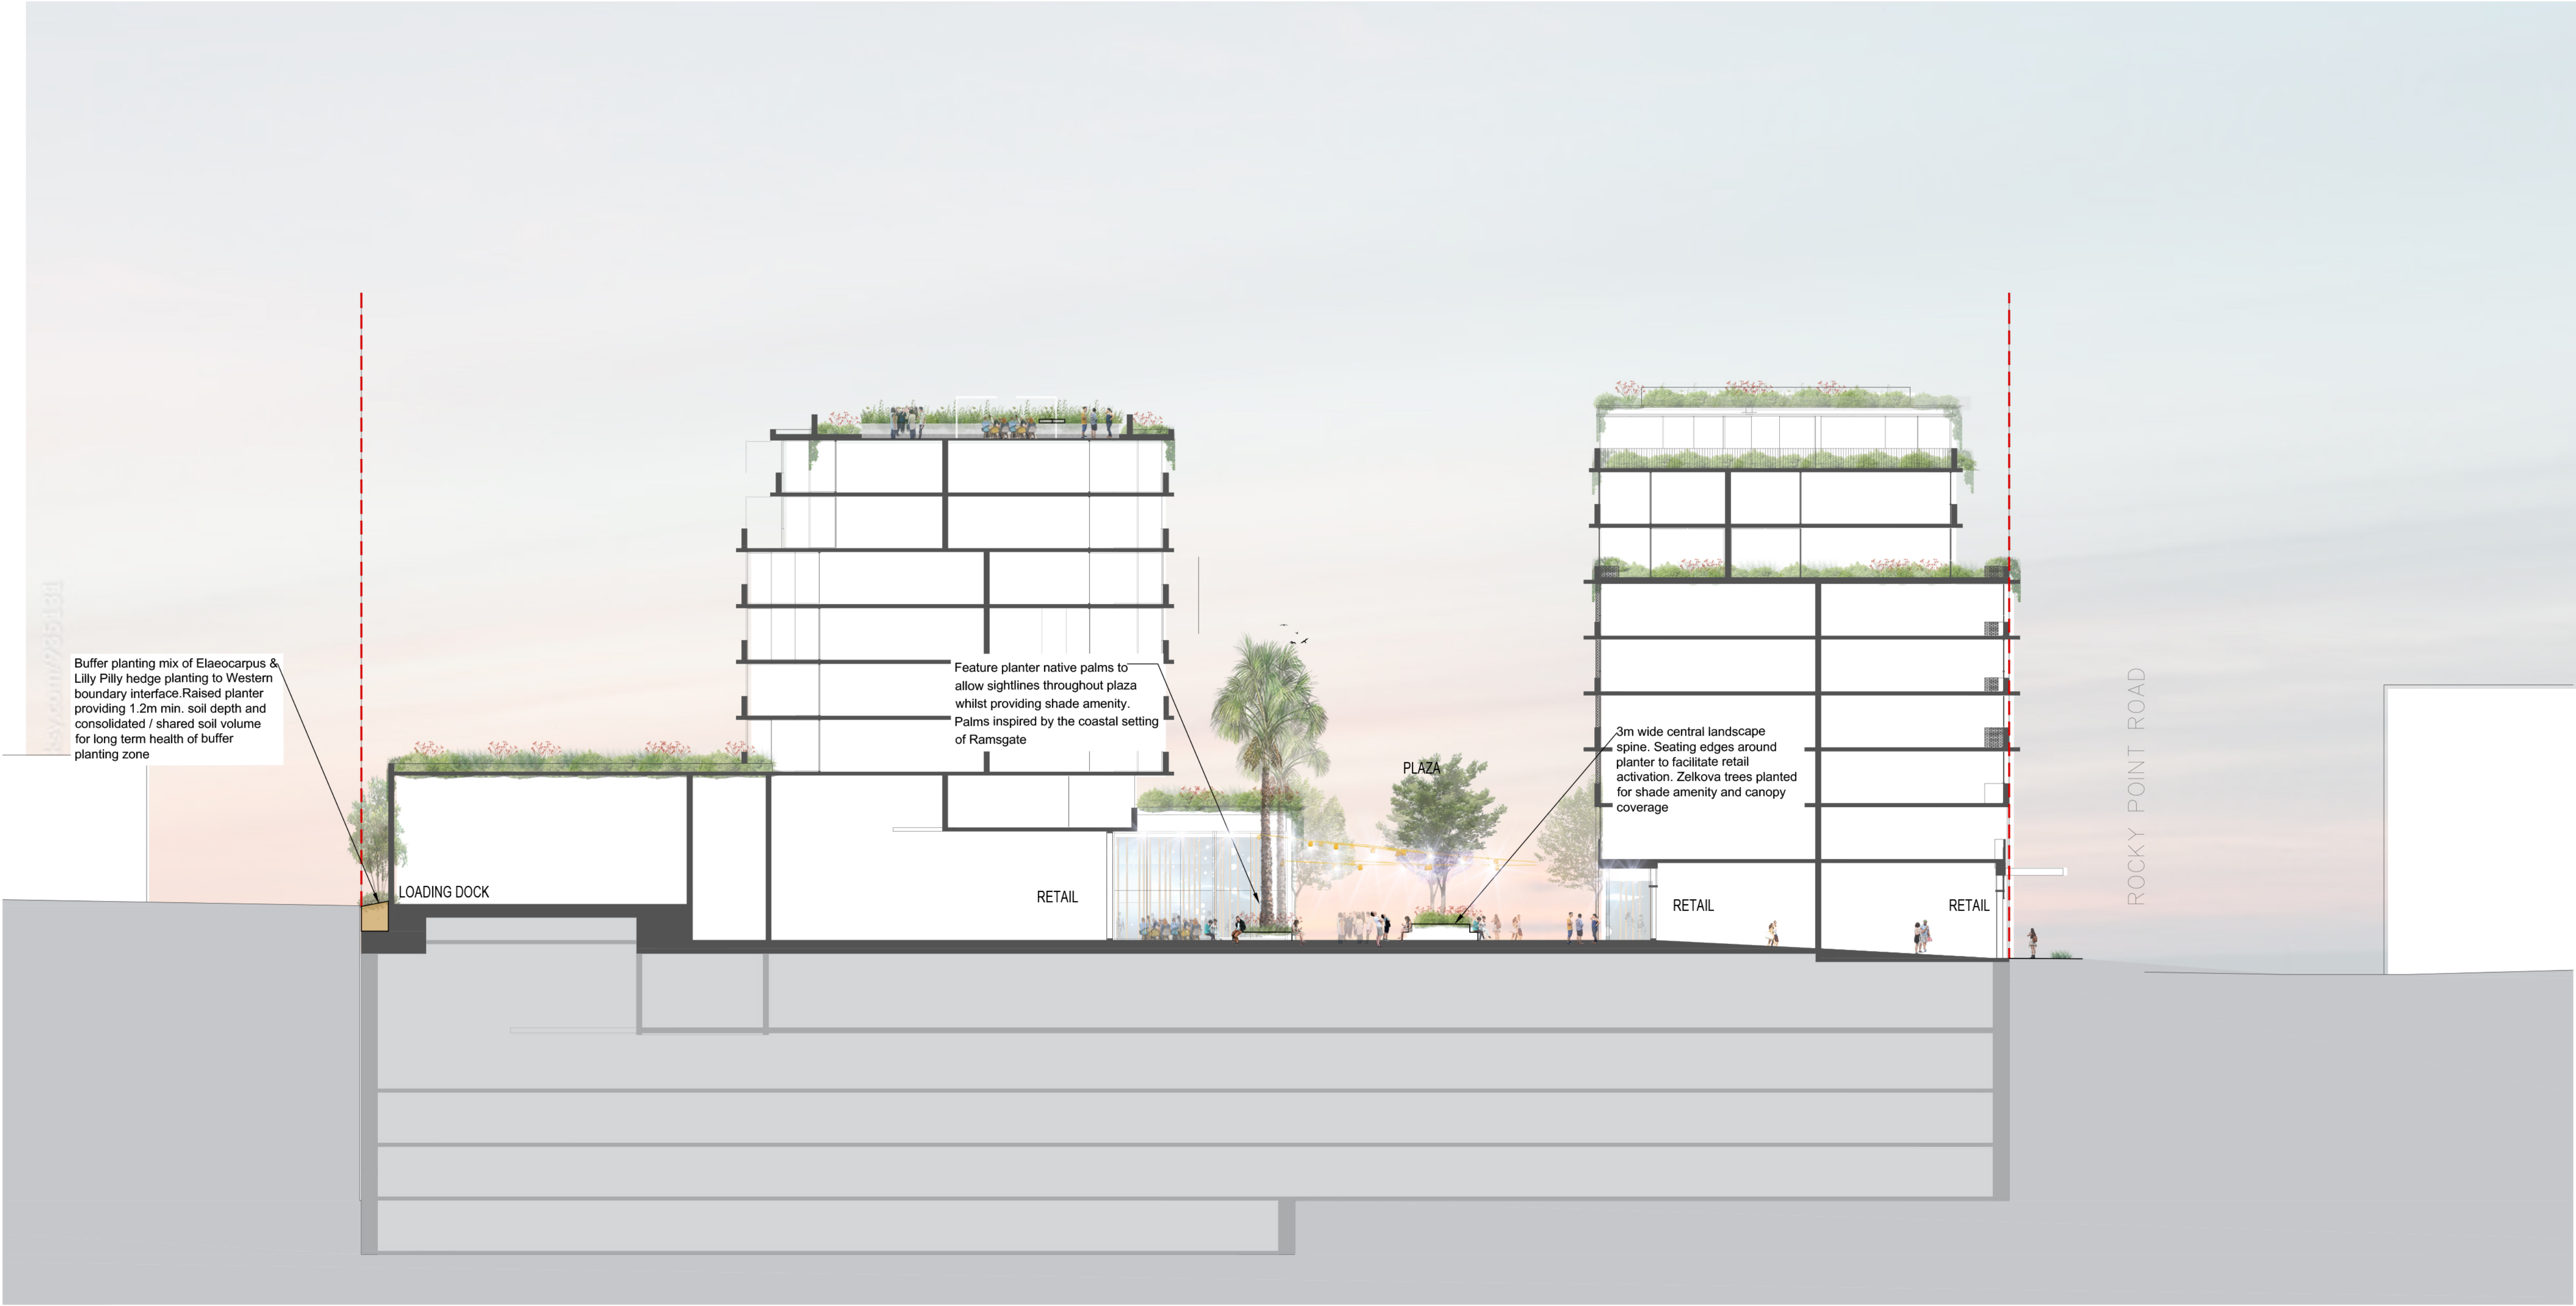 Buffer planting mix of Elaeocarpus &
Lilly Pilly hedge planting to Western
boundary interface.Raised planter
providing 1.2m min. soil depth and
consolidated / shared soil volume
for long term health of buffer
planting zone
Feature planter native palms to
allow sightlines throughout plaza
whilst providing shade amenity.
Palms inspired by the coastal setting
of Ramsgate
3m wide central landscape
spine. Seating edges around
planter to facilitate retail
activation. Zelkova trees planted
for shade amenity and canopy
coverage
PLAZA
LOADING DOCK
RETAIL
RETAIL
RETAIL
ROCKY POINT ROAD